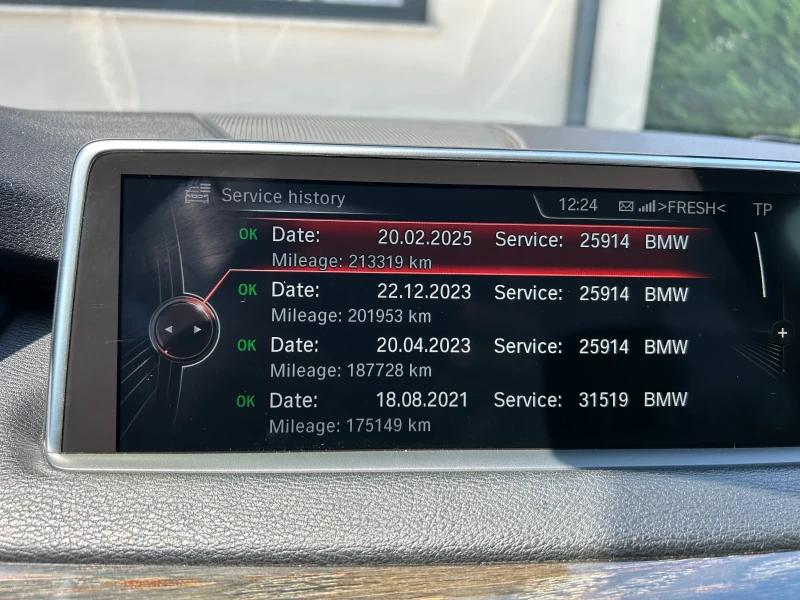 Service history 12:24 >FRESH< TP
OK Date: 20.02.2025 Service: 25914 BMW
Mileage: 213319 km
OK Date: 22.12.2023 Service: 25914 BMW
Mileage: 201953 km
OK Date: 20.04.2023 Service: 25914 BMW
Mileage: 187728 km
OK Date: 18.08.2021 Service: 31519 BMW
Mileage: 175149 km